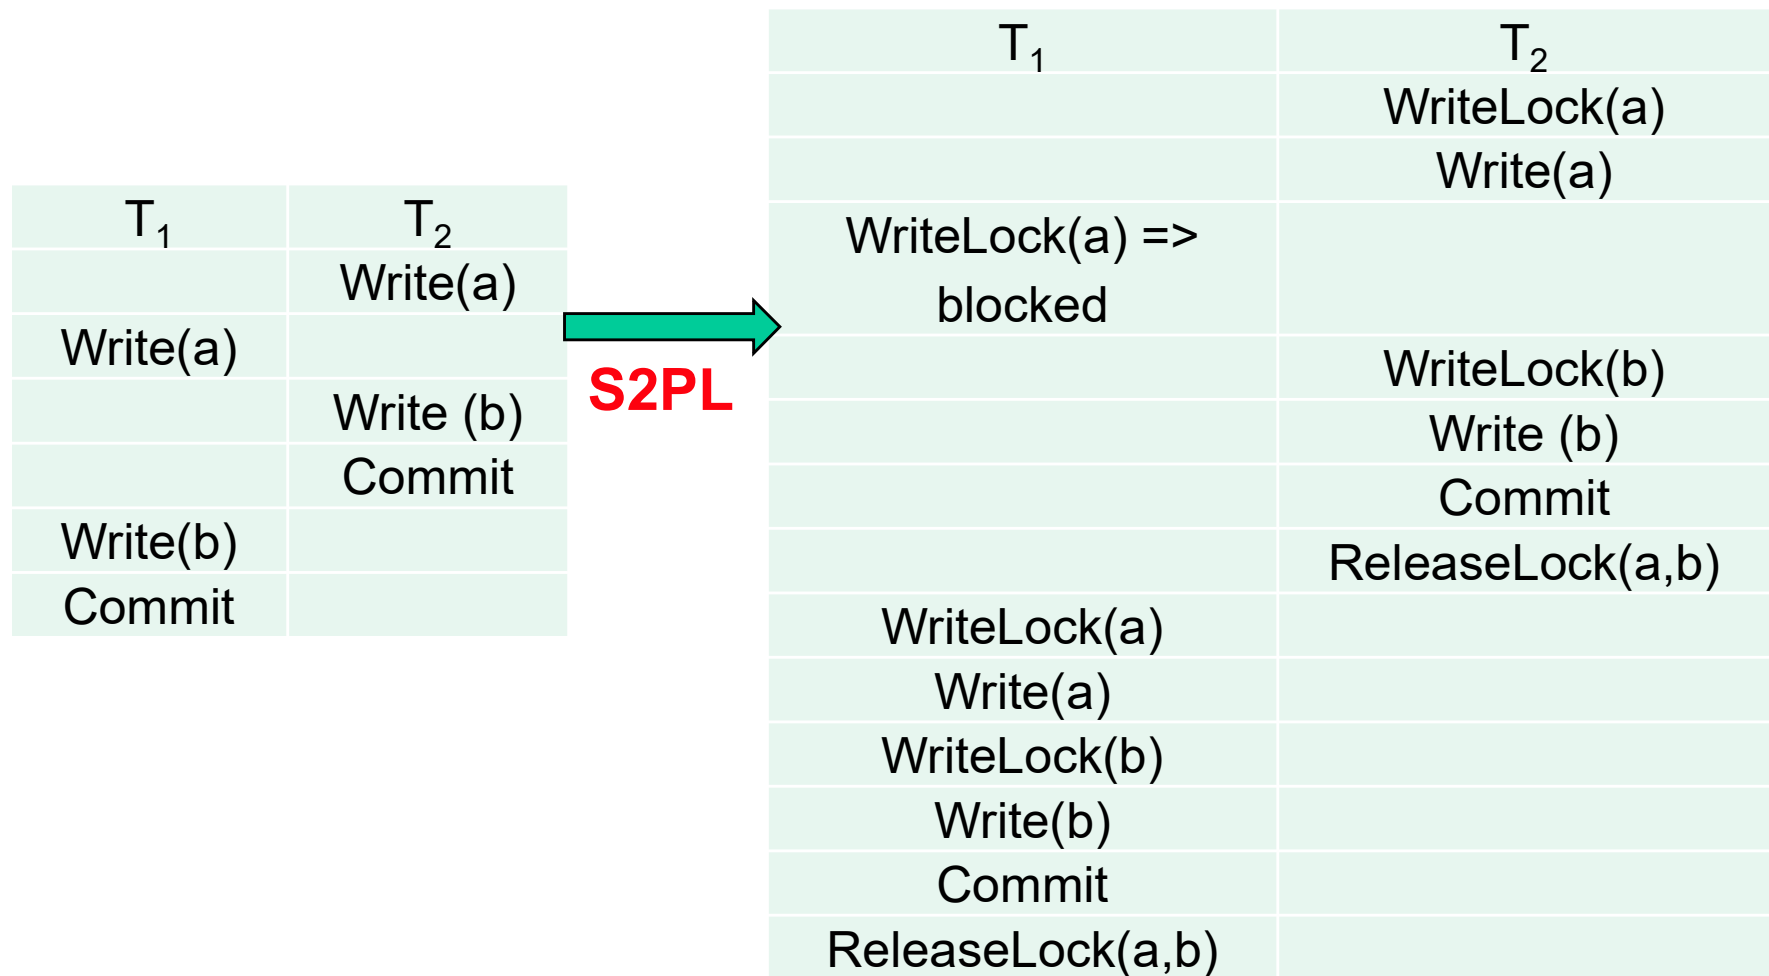 T₁ T₂
Write(a)
Write(a)
Write (b)
Commit
Write(b)
Commit
S2PL
T₁ T₂
WriteLock(a)
Write(a)
WriteLock(a) =>
blocked
WriteLock(b)
Write (b)
Commit
ReleaseLock(a,b)
WriteLock(a)
Write(a)
WriteLock(b)
Write(b)
Commit
ReleaseLock(a,b)